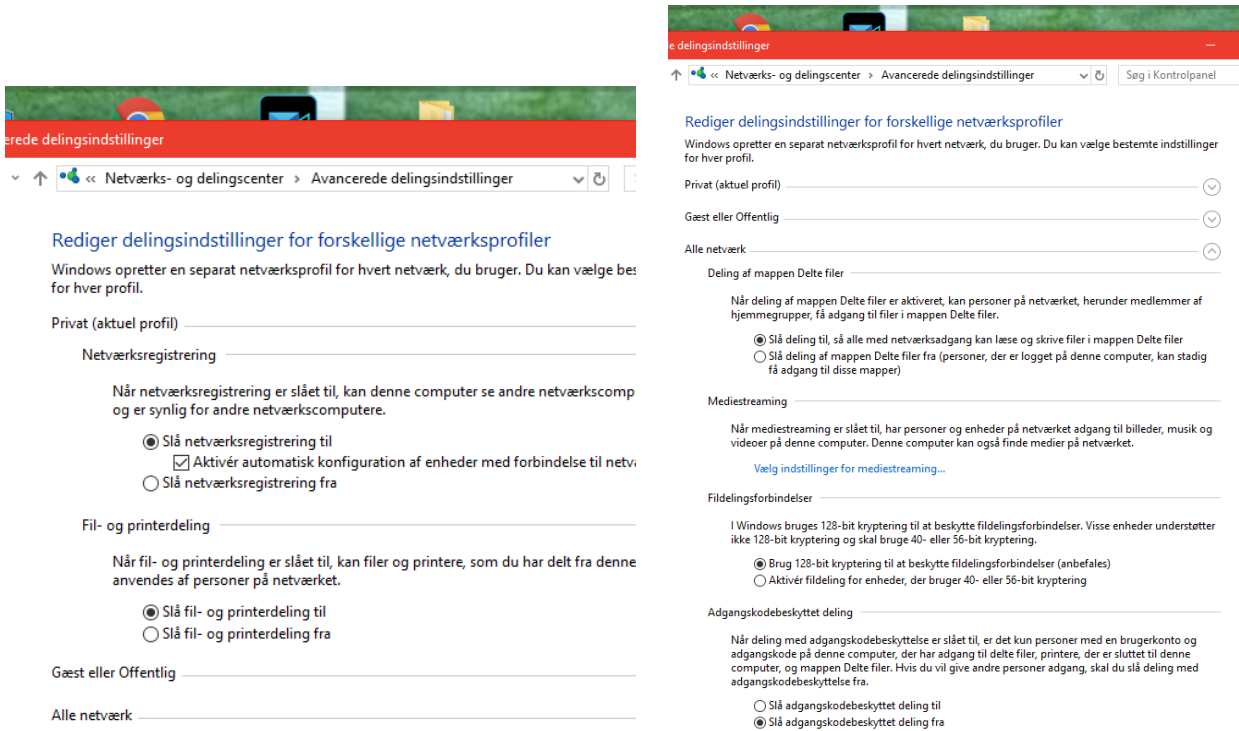 erede delingsindstillinger
« Netværks- og delingscenter › Avancerede delingsindstillinger
Rediger delingsindstillinger for forskellige netværksprofiler
Windows opretter en separat netværksprofil for hvert netværk, du bruger. Du kan vælge bes
for hver profil.
Privat (aktuel profil)
Netværksregistrering
Når netværksregistrering er slået til, kan denne computer se andre netværkscomp
og er synlig for andre netværkscomputere.
Slå netværksregistrering til
Aktivér automatisk konfiguration af enheder med forbindelse til netva
Slå netværksregistrering fra
Fil- og printerdeling
Når fil- og printerdeling er slået til, kan filer og printere, som du har delt fra denne
anvendes af personer på netværket.
Slå fil- og printerdeling til
Slå fil- og printerdeling fra
Gæst eller Offentlig
Alle netværk
e delingsindstillinger
« Netværks- og delingscenter › Avancerede delingsindstillinger
Søg i Kontrolpanel
Rediger delingsindstillinger for forskellige netværksprofiler
Windows opretter en separat netværksprofil for hvert netværk, du bruger. Du kan vælge bestemte indstillinger
for hver profil.
Privat (aktuel profil)
Gæst eller Offentlig
Alle netværk
Deling af mappen Delte filer
Når deling af mappen Delte filer er aktiveret, kan personer på netværket, herunder medlemmer af
hjemmegrupper, få adgang til filer i mappen Delte filer.
Slå deling til, så alle med netværksadgang kan læse og skrive filer i mappen Delte filer
Slå deling af mappen Delte filer fra (personer, der er logget på denne computer, kan stadig
få adgang til disse mapper)
Mediestreaming
Når mediestreaming er slået til, har personer og enheder på netværket adgang til billeder, musik og
videoer på denne computer. Denne computer kan også finde medier på netværket.
Vælg indstillinger for mediestreaming...
Fildelingsforbindelser
I Windows bruges 128-bit kryptering til at beskytte fildelingsforbindelser. Visse enheder understøtter
ikke 128-bit kryptering og skal bruge 40- eller 56-bit kryptering.
Brug 128-bit kryptering til at beskytte fildelingsforbindelser (anbefales)
Aktivér fildeling for enheder, der bruger 40- eller 56-bit kryptering
Adgangskodebeskyttet deling
Når deling med adgangskodebeskyttelse er slået til, er det kun personer med en brugerkonto og
adgangskode på denne computer, der har adgang til delte filer, printere, der er sluttet til denne
computer, og mappen Delte filer. Hvis du vil give andre personer adgang, skal du slå deling med
adgangskodebeskyttelse fra.
Slå adgangskodebeskyttet deling til
Slå adgangskodebeskyttet deling fra